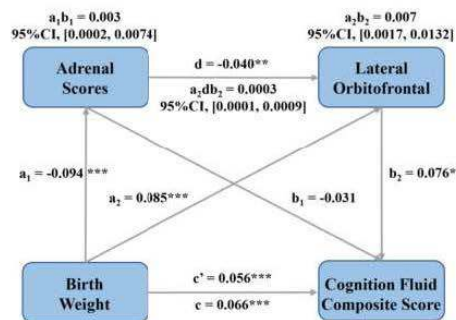 a₁b₁ = 0.003
95%CI, [0.0002, 0.0074]
a₂b₂ = 0.007
95%CI, [0.0017, 0.0132]
Adrenal
Scores
d = -0.040**
a₂db₂ = 0.0003
95%CI, [0.0001, 0.0009]
Lateral
Orbitofrontal
a₁ = -0.094 ***
a₂ = 0.085***
b₁ = -0.031
b₂ = 0.076*
Birth
Weight
c' = 0.056***
c = 0.066***
Cognition Fluid
Composite Score